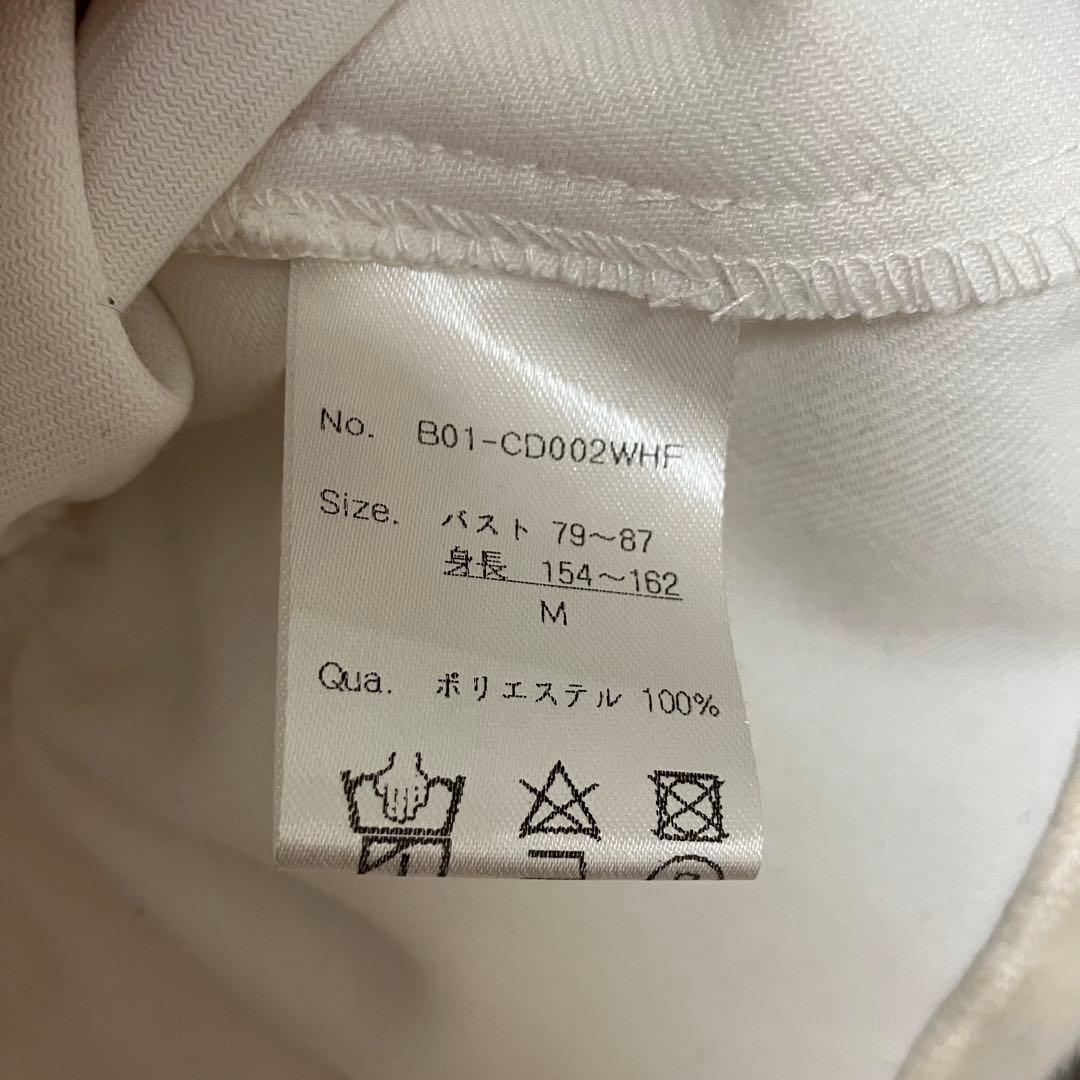 No. B01-CD002WHF
Size. バスト 79～87
身長 154～162
M
Qua. ポリエステル 100%